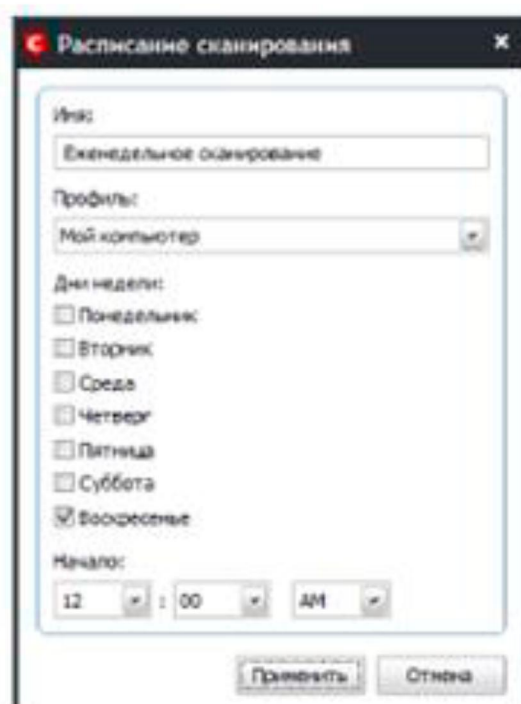 Расписание сканирования
Имя:
Еженедельное сканирование
Профиль:
Мой компьютер
Дни недели:
Понедельник
Вторник
Среда
Четверг
Пятница
Суббота
Воскресенье
Начало:
12 : 00 AM
Применить Отмена